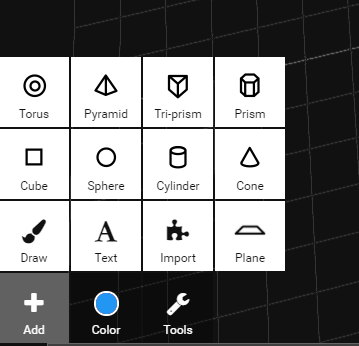 Torus Pyramid Tri-prism Prism
Cube Sphere Cylinder Cone
Draw Text Import Plane
Add Color Tools